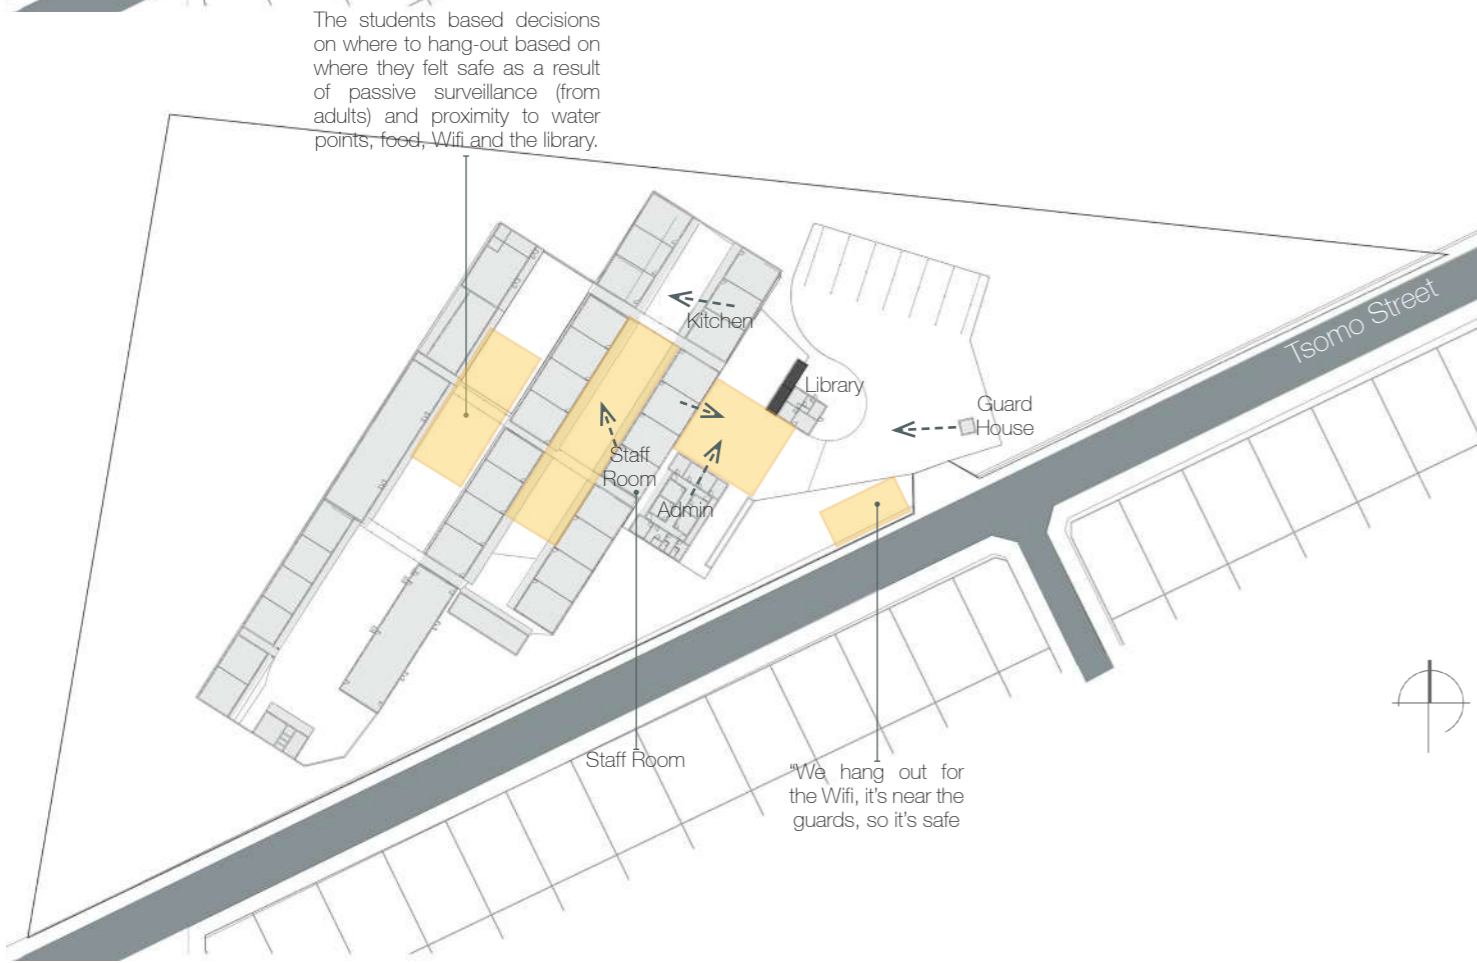 The students based decisions
on where to hang-out based on
where they felt safe as a result
of passive surveillance (from
adults) and proximity to water
points, food, Wifi and the library.
Kitchen
Tsomo Street
Library
Guard
House
Staff
Room
Admin
Staff Room
"We hang out for
the Wifi, it's near the
guards, so it's safe